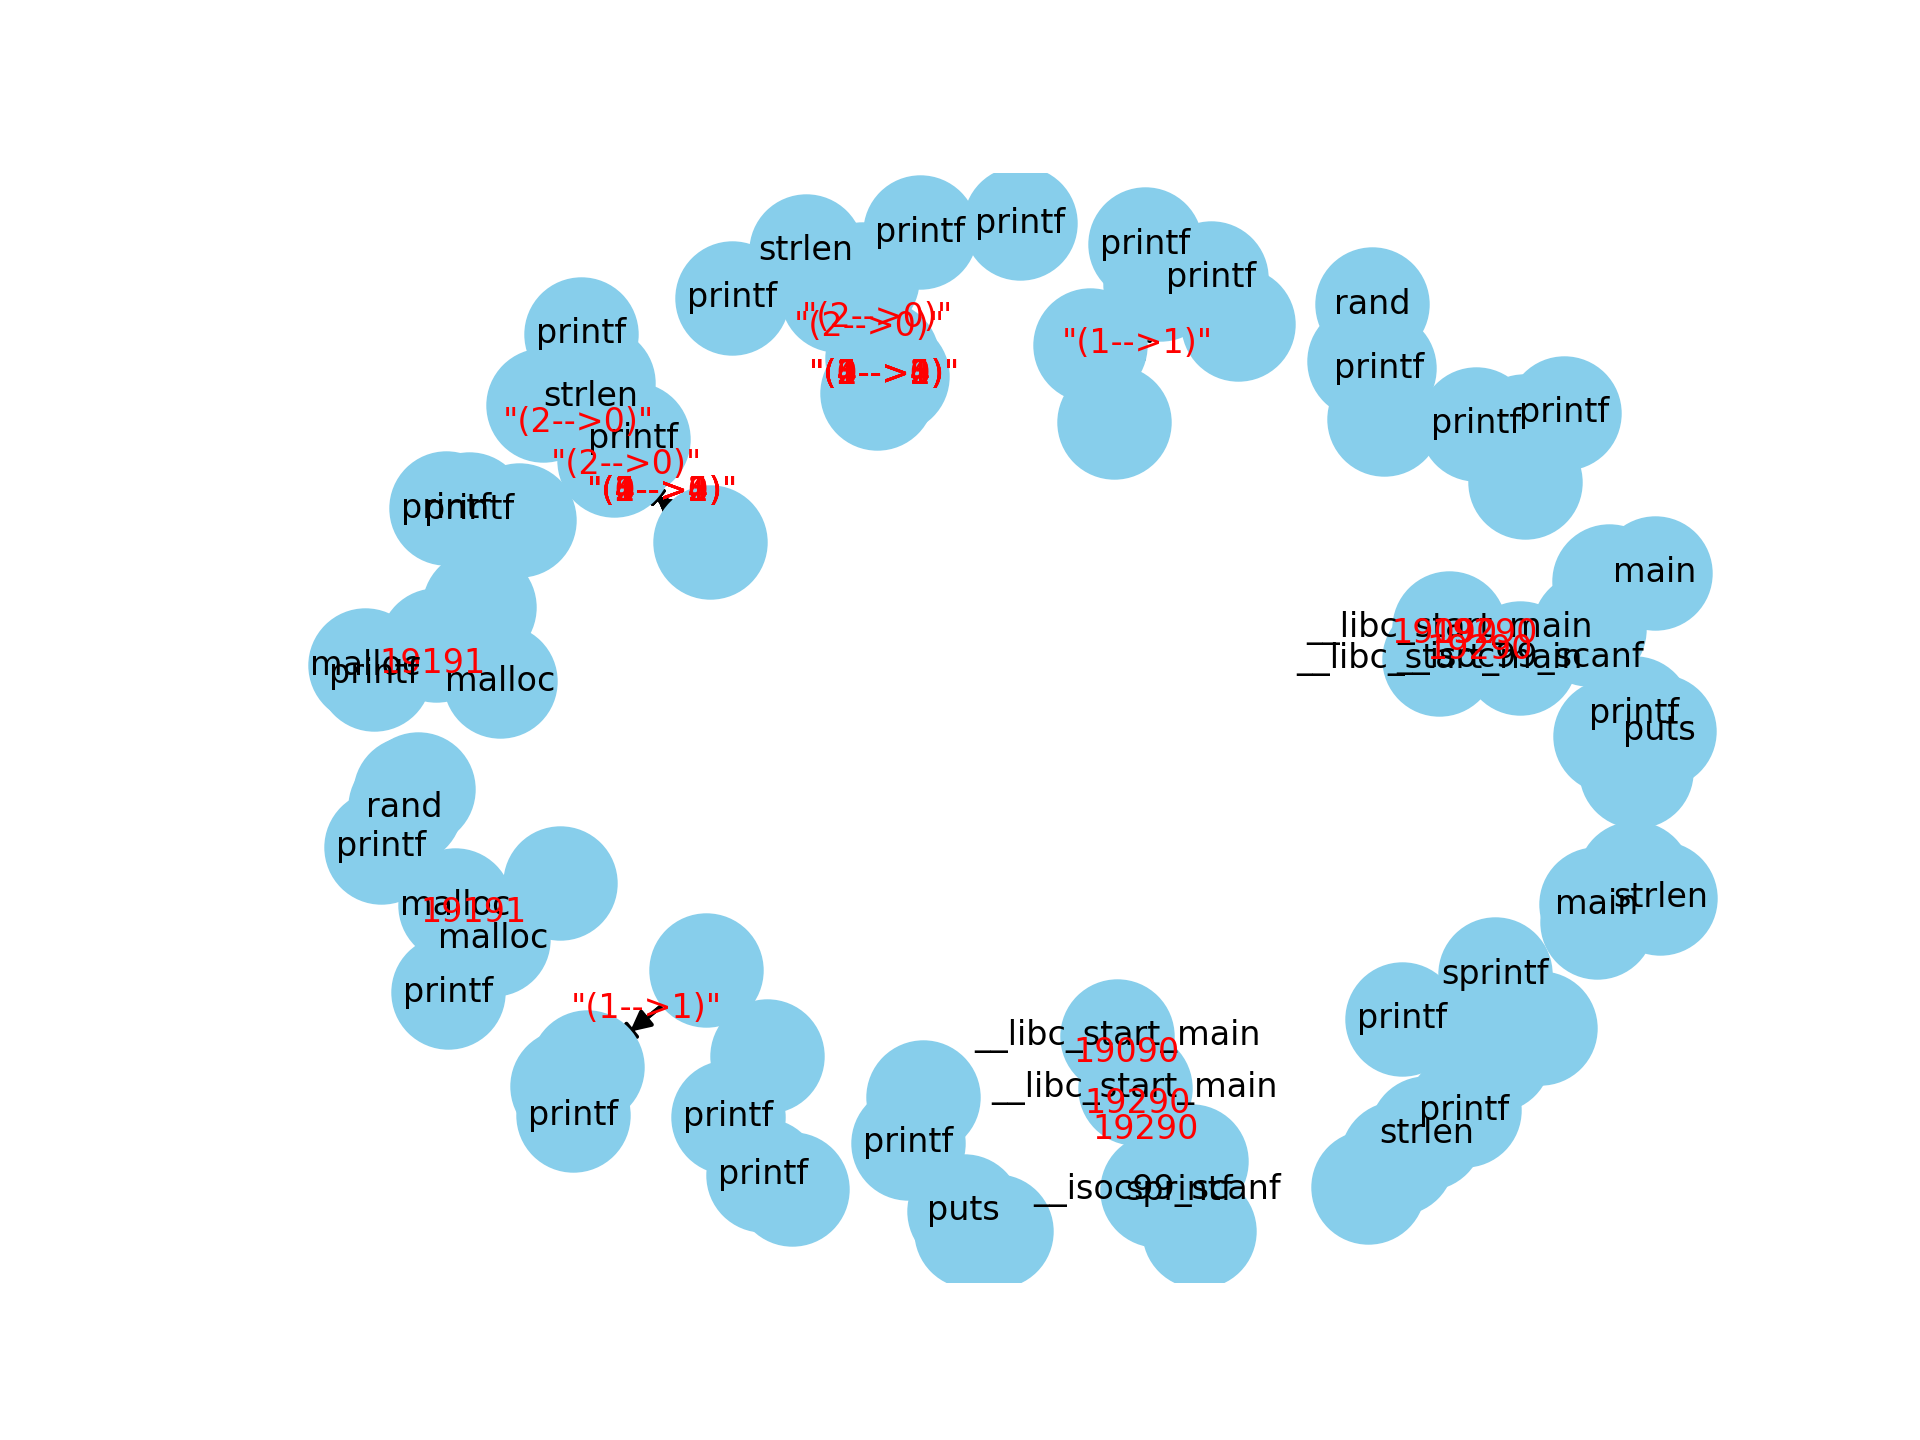 printf
printf
printf
strlen
printf
printf
printf
rand
"(2-->0)"
"(2-->0)"
printf
"(1-->1)"
printf
strlen
printf
printf
"(2-->0)"
printf
"(2-->0)"
printf
printf
main
__libc_start_main
19090
19290
malloc
19191
printf
malloc
__libc_start_main
19290
__isoc99_scanf
printf
puts
rand
printf
malloc
19191
malloc
main
strlen
printf
sprintf
"(1-->1)"
printf
__libc_start_main
19090
__libc_start_main
19290
19290
printf
printf
printf
printf
strlen
printf
__isoc99_scanf
sprintf
puts